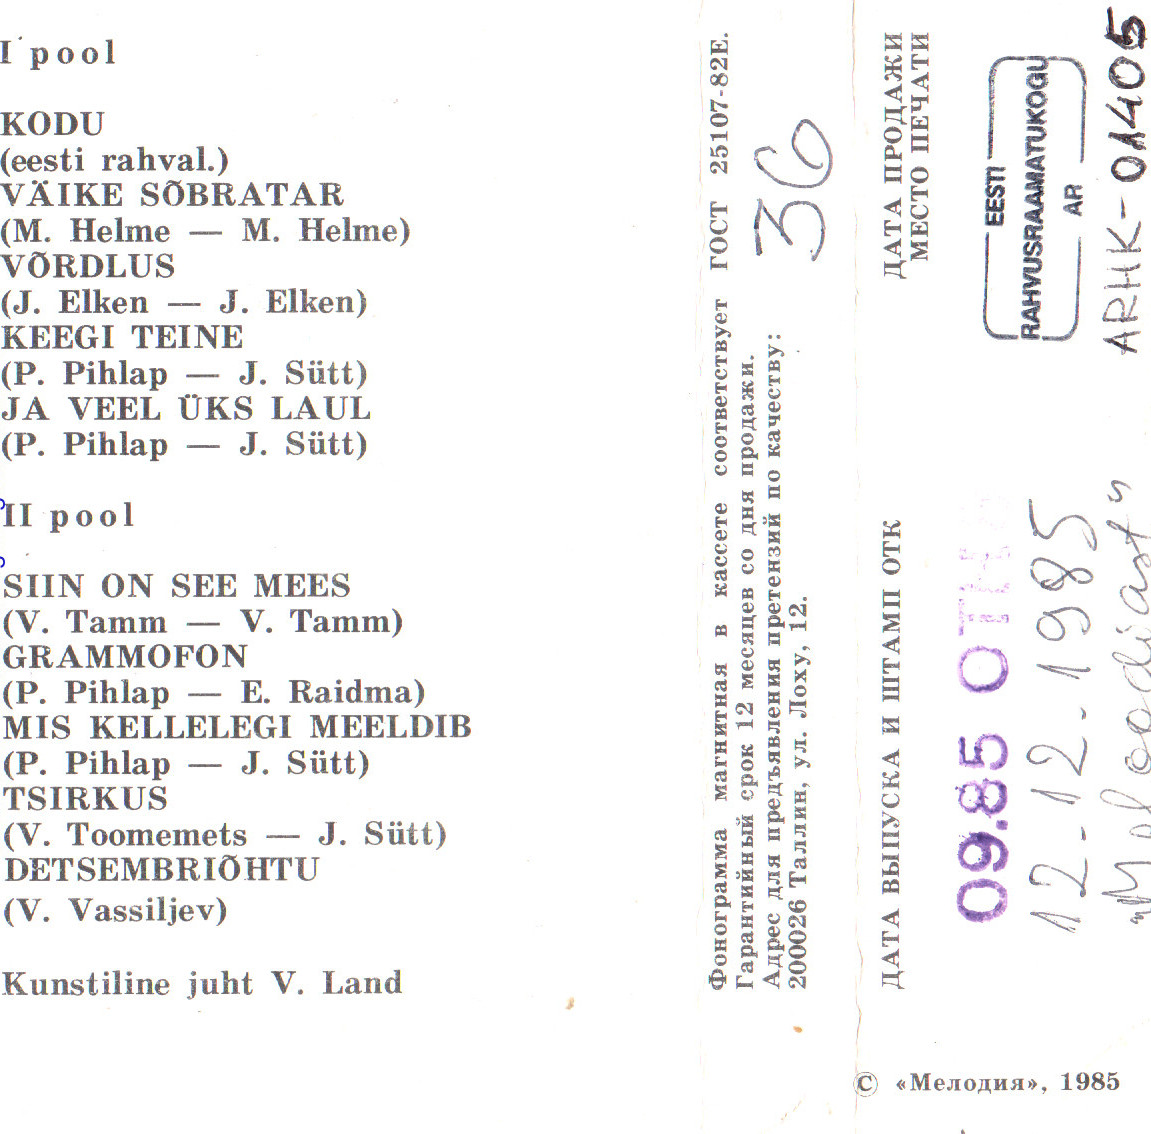 I pool
KODU
(eesti rahval.)
VÄIKE SÕBRATAR
(M. Helme — M. Helme)
VÕRDLUS
(J. Elken — J. Elken)
KEEGI TEINE
(P. Pihlap — J. Sütt)
JA VEEL ÜKS LAUL
(P. Pihlap — J. Sütt)
II pool
SIIN ON SEE MEES
(V. Tamm — V. Tamm)
GRAMMOFON
(P. Pihlap — E. Raidma)
MIS KELLELEGI MEELDIB
(P. Pihlap — J. Sütt)
TSIRKUS
(V. Toomemets — J. Sütt)
DETSEMBRIÕHTU
(V. Vassiljev)
Kunstiline juht V. Land
Фонограмма магнитная в кассете соответствует ГОСТ 25107-82Е.
Гарантийный срок 12 месяцев со дня продажи.
Адрес для предъявления претензий по качеству:
200026 Таллин, ул. Лоху, 12.
36
ДАТА ВЫПУСКА И ШТАМП ОТК
ДАТА ПРОДАЖИ
МЕСТО ПЕЧАТИ
09.85 ОТК
12.12.1985
"Meloodiast"
EESTI
RAHVUSRAAMATUKOGU
AR
ARHK-01405
© «Мелодия», 1985